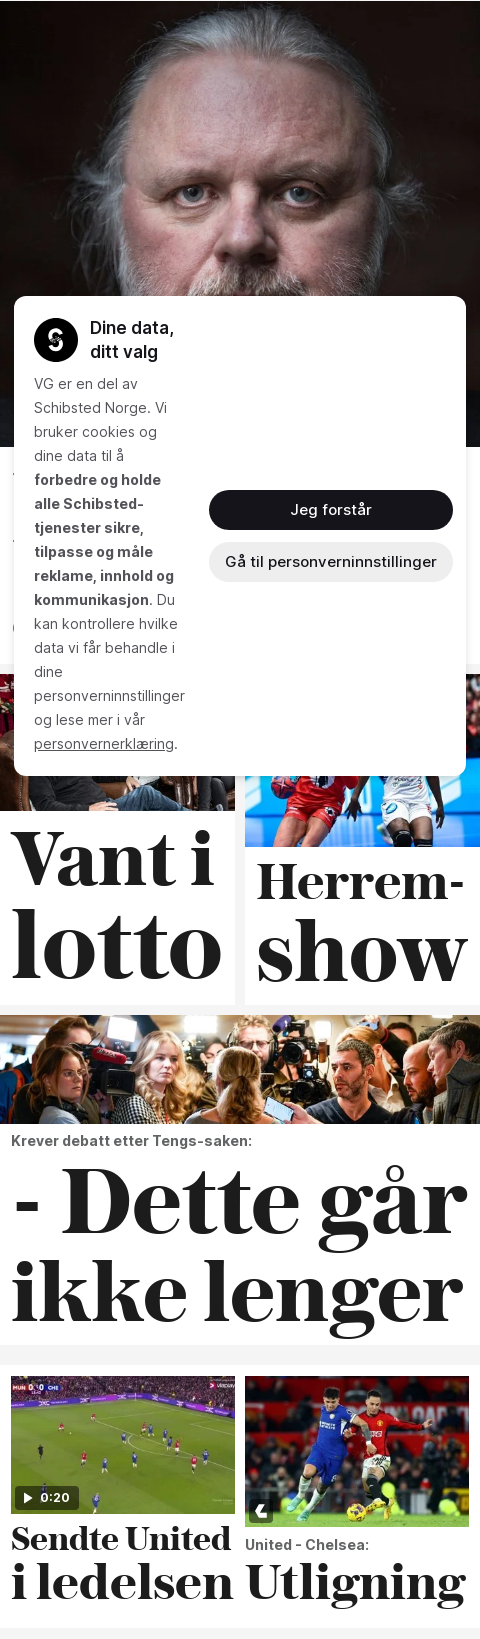 Dine data,
ditt valg
VG er en del av
Schibsted Norge. Vi
bruker cookies og
dine data til å
forbedre og holde
alle Schibsted-
tjenester sikre,
tilpasse og måle
reklame, innhold og
kommunikasjon. Du
kan kontrollere hvilke
data vi får behandle i
dine
personverninnstillinger
og lese mer i vår
personvernerklæring.
Jeg forstår
Gå til personverninnstillinger
Vant i
lotto
Herrem-
show
Krever debatt etter Tengs-saken:
- Dette går
ikke lenger
MUN 0 0 CHE
viaplay
0:20
Sendte United
i ledelsen
United - Chelsea:
Utligning